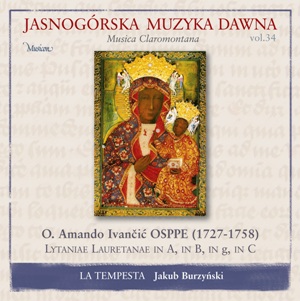 JASNOGÓRSKA MUZYKA DAWNA
Musica Claromontana
vol.34
Musicon
O. Amando Ivančić OSPPE (1727-1758)
LYTANIAE LAURETANAE IN A, IN B, IN g, IN C
LA TEMPESTA Jakub Burzyński